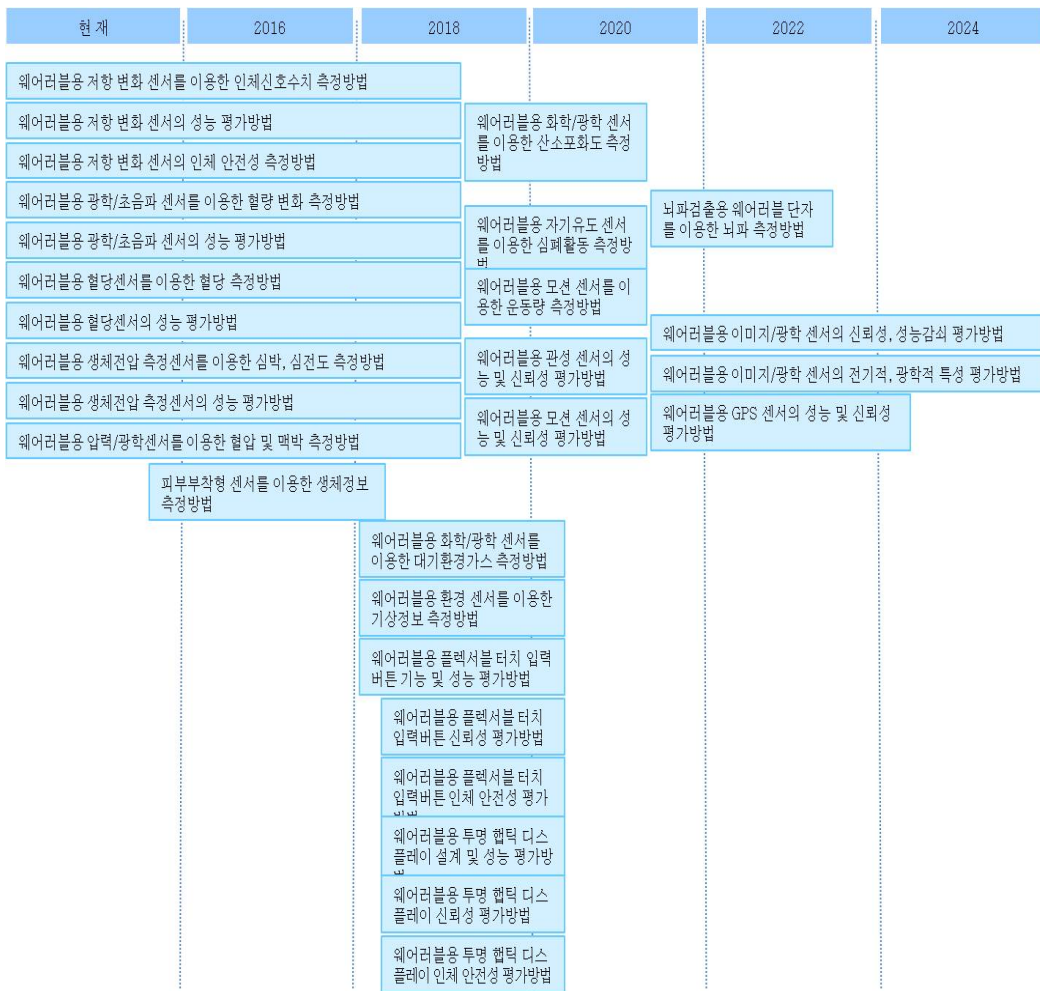 현 재
2016
2018
2020
2022
2024
웨어러블용 저항 변화 센서를 이용한 인체신호수치 측정방법
웨어러블용 저항 변화 센서의 성능 평가방법
웨어러블용 저항 변화 센서의 인체 안전성 측정방법
웨어러블용 광학/초음파 센서를 이용한 혈량 변화 측정방법
웨어러블용 광학/초음파 센서의 성능 평가방법
웨어러블용 혈당센서를 이용한 혈당 측정방법
웨어러블용 혈당센서의 성능 평가방법
웨어러블용 생체전압 측정센서를 이용한 심박, 심전도 측정방법
웨어러블용 생체전압 측정센서의 성능 평가방법
웨어러블용 압력/광학센서를 이용한 혈압 및 맥박 측정방법
피부부착형 센서를 이용한 생체정보
측정방법
웨어러블용 화학/광학 센서
를 이용한 산소포화도 측정
방법
웨어러블용 자기유도 센서
를 이용한 심폐활동 측정방
법
웨어러블용 모션 센서를 이
용한 운동량 측정방법
웨어러블용 관성 센서의 성
능 및 신뢰성 평가방법
웨어러블용 모션 센서의 성
능 및 신뢰성 평가방법
뇌파검출용 웨어러블 단자
를 이용한 뇌파 측정방법
웨어러블용 이미지/광학 센서의 신뢰성, 성능감쇠 평가방법
웨어러블용 이미지/광학 센서의 전기적, 광학적 특성 평가방법
웨어러블용 GPS 센서의 성능 및 신뢰성
평가방법
웨어러블용 화학/광학 센서를
이용한 대기환경가스 측정방법
웨어러블용 환경 센서를 이용한
기상정보 측정방법
웨어러블용 플렉서블 터치 입력
버튼 기능 및 성능 평가방법
웨어러블용 플렉서블 터치
입력버튼 신뢰성 평가방법
웨어러블용 플렉서블 터치
입력버튼 인체 안전성 평가
웨어러블용 투명 햅틱 디스
플레이 설계 및 성능 평가방
웨어러블용 투명 햅틱 디스
플레이 신뢰성 평가방법
웨어러블용 투명 햅틱 디스
플레이 인체 안전성 평가방법